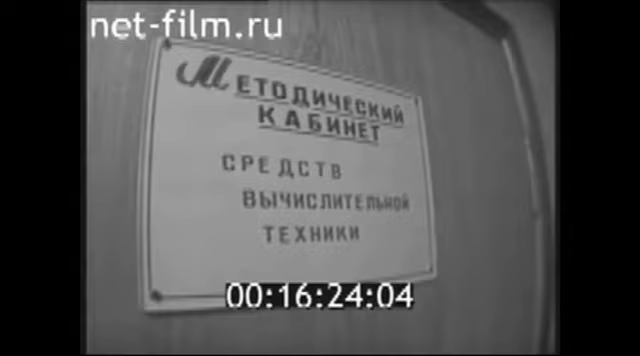 net-film.ru
МЕТОДИЧЕСКИЙ
КАБИНЕТ
СРЕДСТВ
ВЫЧИСЛИТЕЛЬНОЙ
ТЕХНИКИ
00:16:24:04